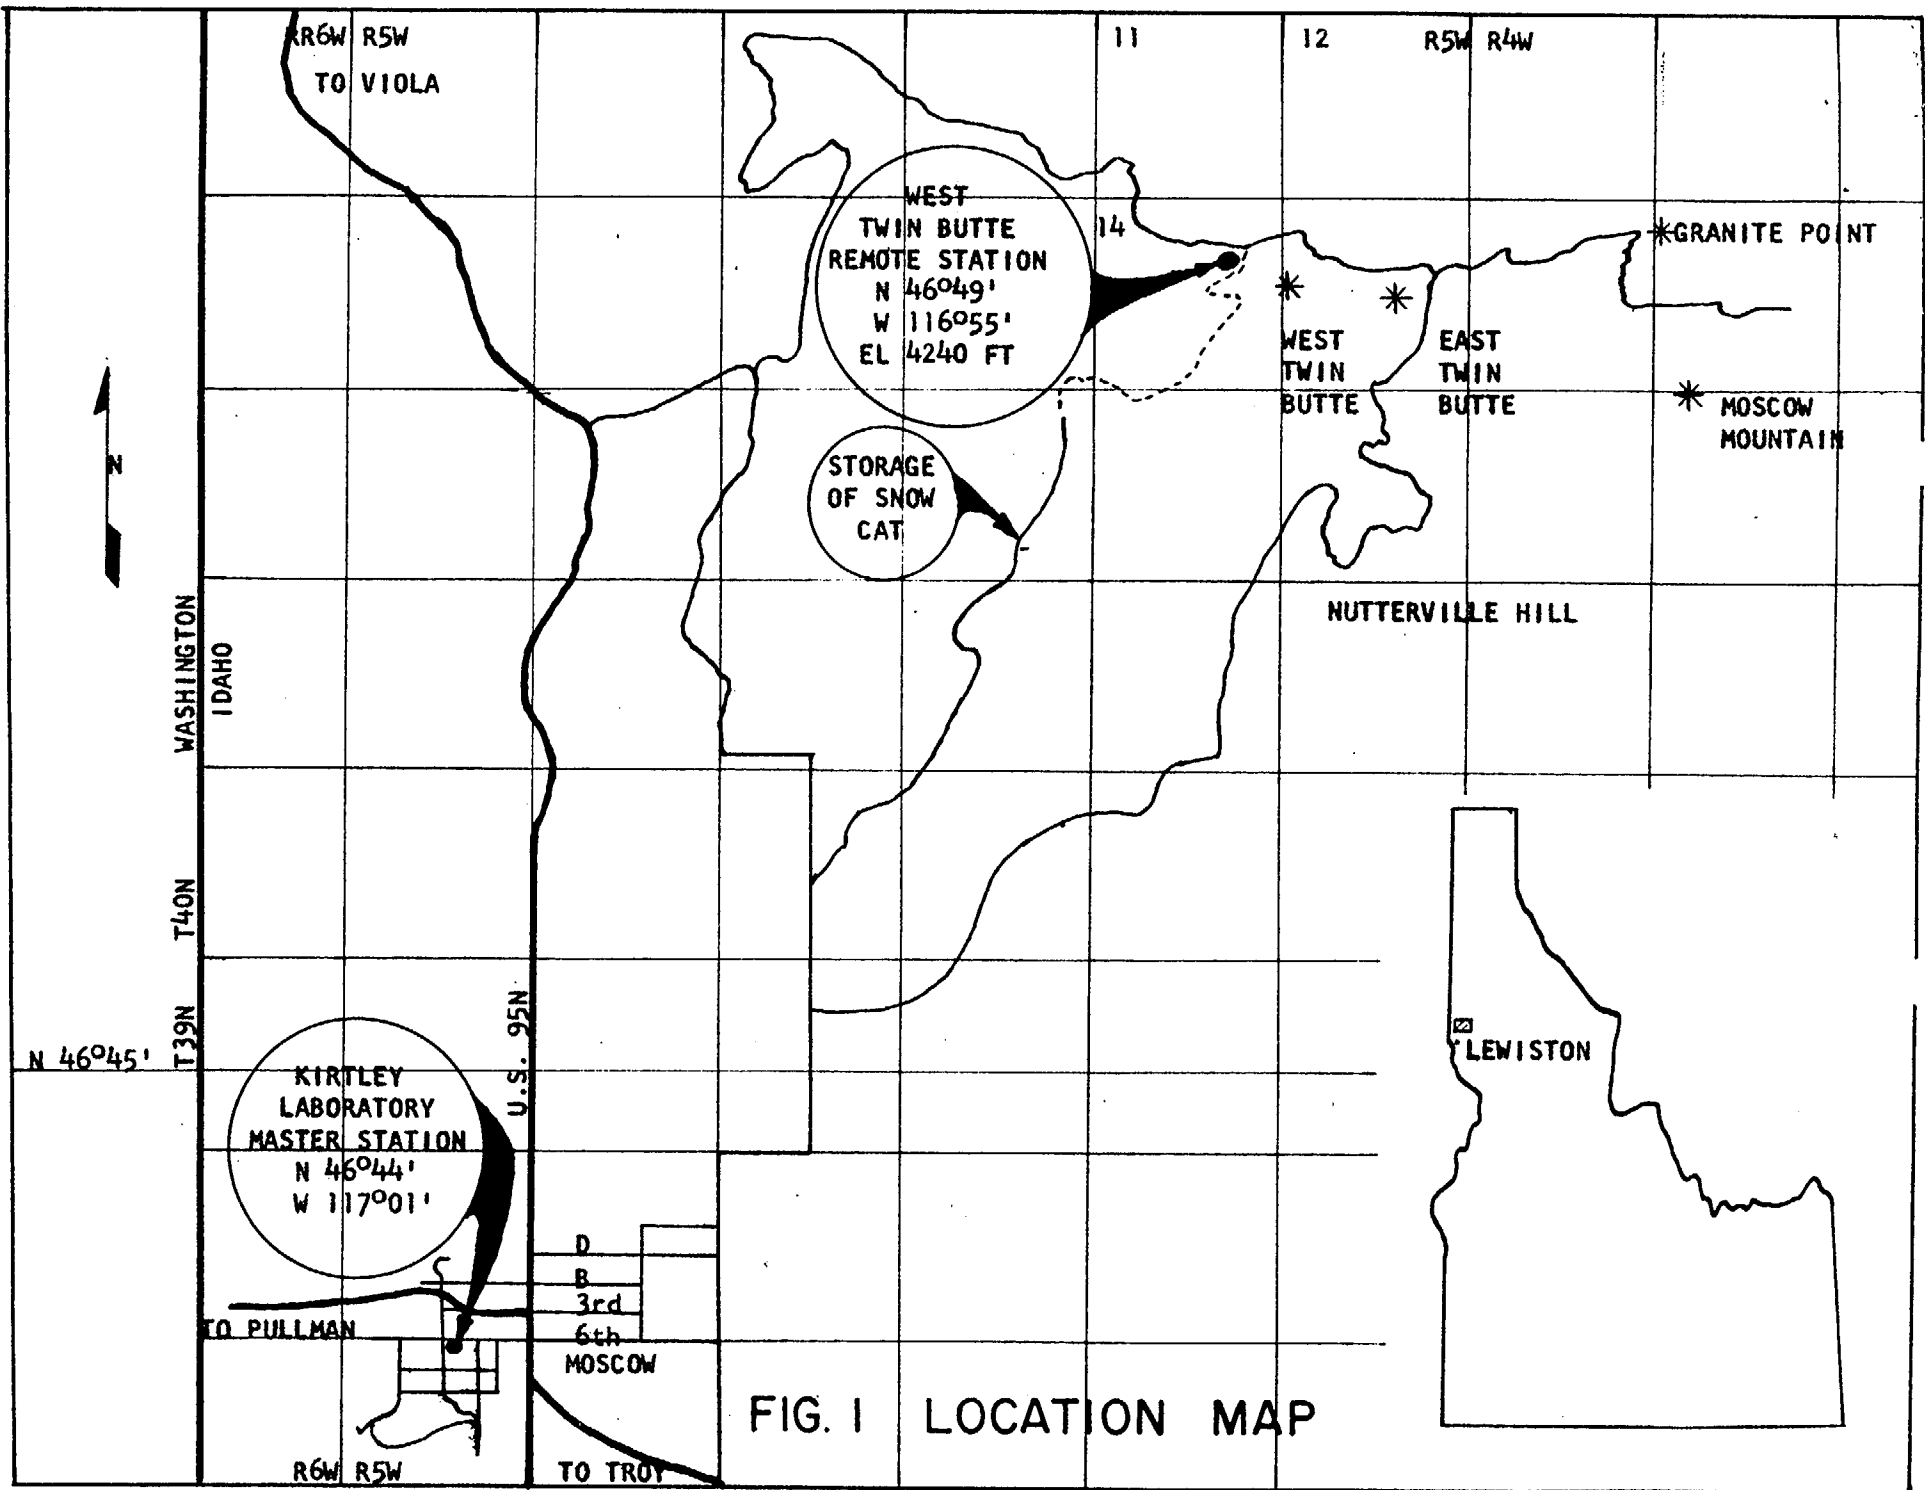 RR6W R5W
TO VIOLA
11
12
R5W R4W
WEST
TWIN BUTTE
REMOTE STATION
N 46°49'
W 116°55'
EL 4240 FT
14
GRANITE POINT
WEST
TWIN
BUTTE
EAST
TWIN
BUTTE
MOSCOW
MOUNTAIN
N
STORAGE
OF SNOW
CAT
NUTTERVILLE HILL
WASHINGTON
IDAHO
T40N
T39N
N 46°45'
U.S. 95N
LEWISTON
KIRTLEY
LABORATORY
MASTER STATION
N 46°44'
W 117°01'
D
B
3rd
6th
MOSCOW
TO PULLMAN
R6W R5W
TO TROY
FIG. 1 LOCATION MAP